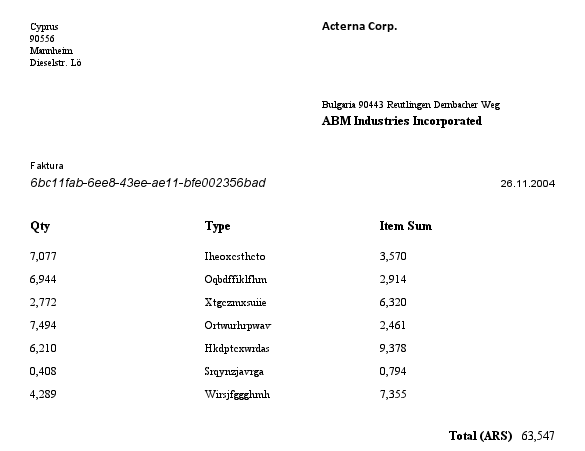 Cyprus
90556
Mannheim
Dieselstr. Lö
Acterna Corp.
Bulgaria 90443 Reutlingen Dernbacher Weg
ABM Industries Incorporated
Faktura
6bc11fab-6ee8-43ee-ae11-bfe002356bad
26.11.2004
Qty Type Item Sum
7,077 Iheoxcsthcto 3,570
6,944 Oqbdffiklfhm 2,914
2,772 Xtgczmxsuiie 6,320
7,494 Ortwurhrpwav 2,461
6,210 Hkdptcxwrdas 9,378
0,408 Srqynzjavrga 0,794
4,289 Wirsjfggghmh 7,355
Total (ARS) 63,547